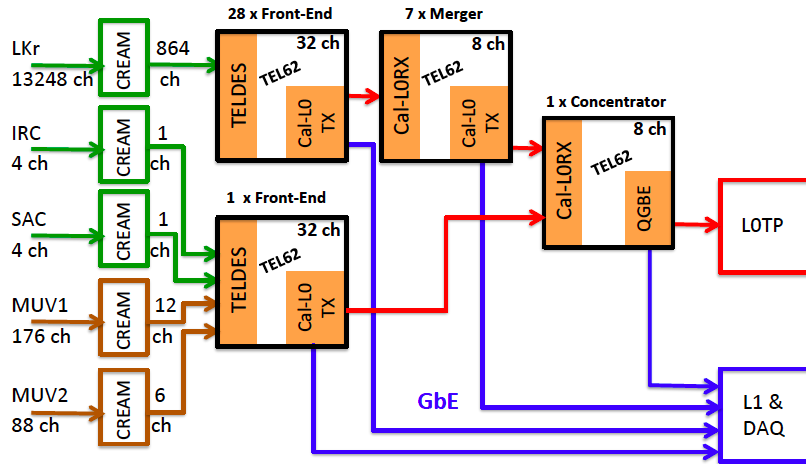 28 x Front-End
7 x Merger
LKr
13248 ch
CREAM
864
ch
TELDES
32 ch
TEL62
Cal-L0
TX
Cal-L0RX
8 ch
TEL62
Cal-L0
TX
1 x Concentrator
IRC
4 ch
CREAM
1
ch
Cal-L0RX
8 ch
TEL62
QGBE
L0TP
SAC
4 ch
CREAM
1
ch
1 x Front-End
TELDES
32 ch
TEL62
Cal-L0
TX
MUV1
176 ch
CREAM
12
ch
MUV2
88 ch
CREAM
6
ch
GbE
L1 &
DAQ